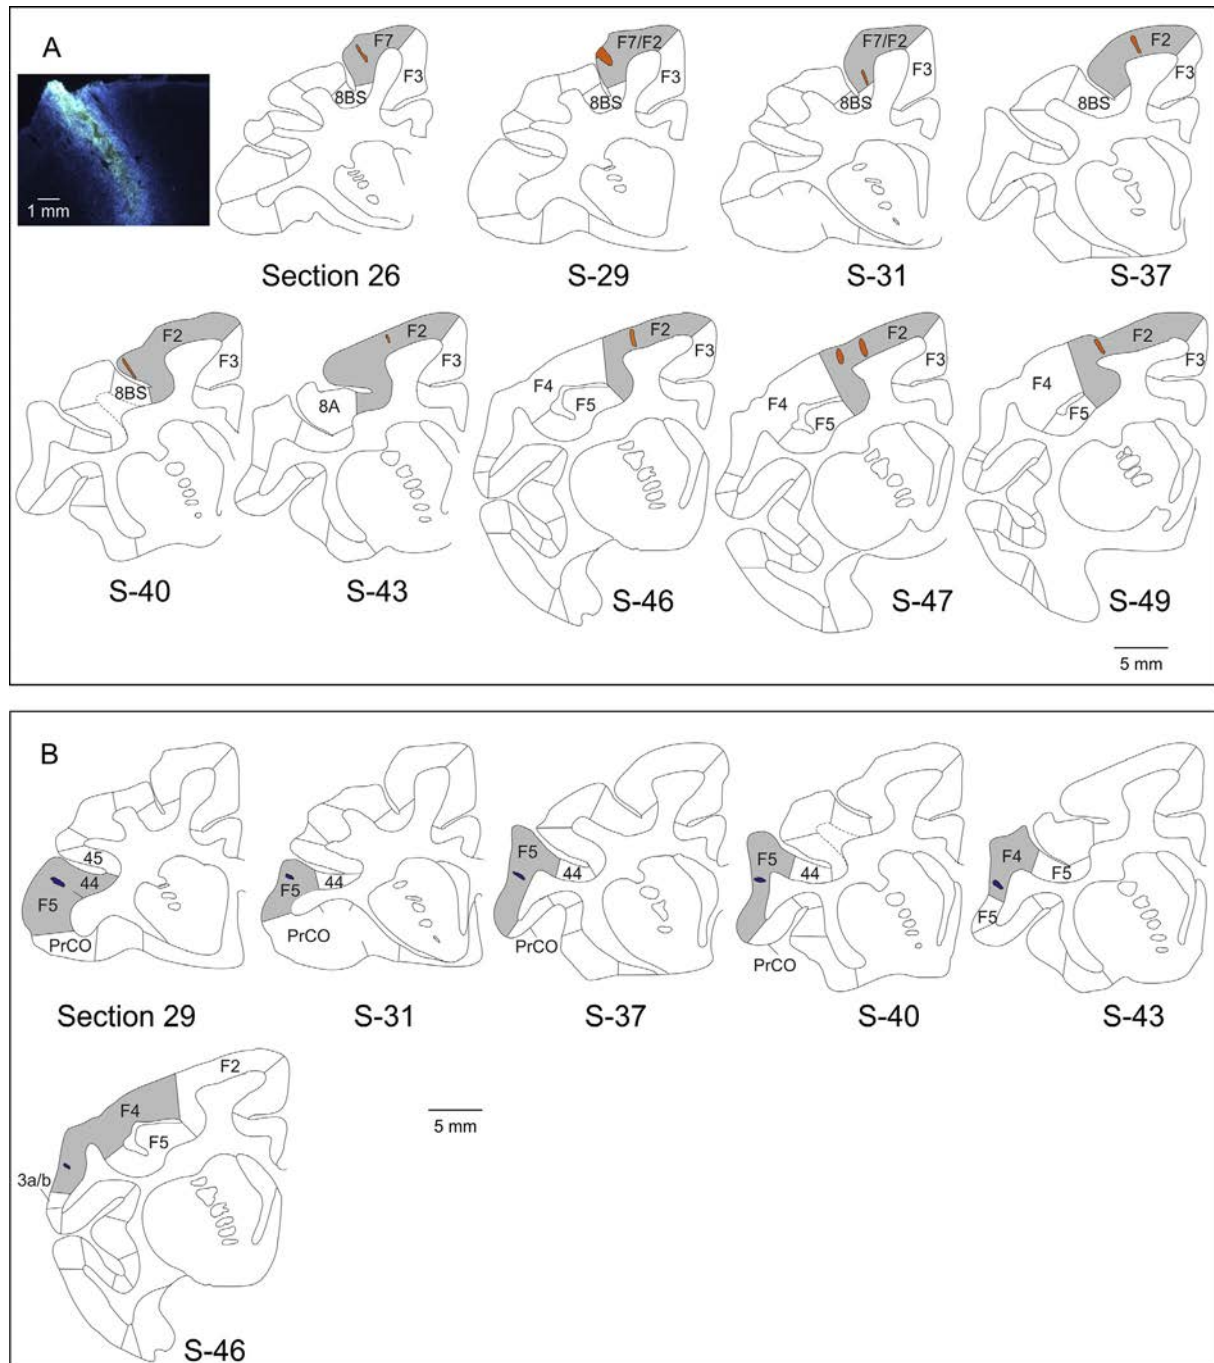 A
1 mm
F7
F3
8BS
Section 26
F7/F2
F3
8BS
S-29
F7/F2
F3
8BS
S-31
F2
F3
8BS
S-37
F2
F3
8BS
S-40
F2
F3
8A
S-43
F2
F3
F4
F5
S-46
F2
F3
F4
F5
S-47
F2
F3
F4
F5
S-49
5 mm
B
45
44
F5
PrCO
Section 29
F5
44
PrCO
S-31
F5
44
PrCO
S-37
F5
44
PrCO
S-40
F4
F5
F5
S-43
F2
F4
F5
3a/b
S-46
5 mm